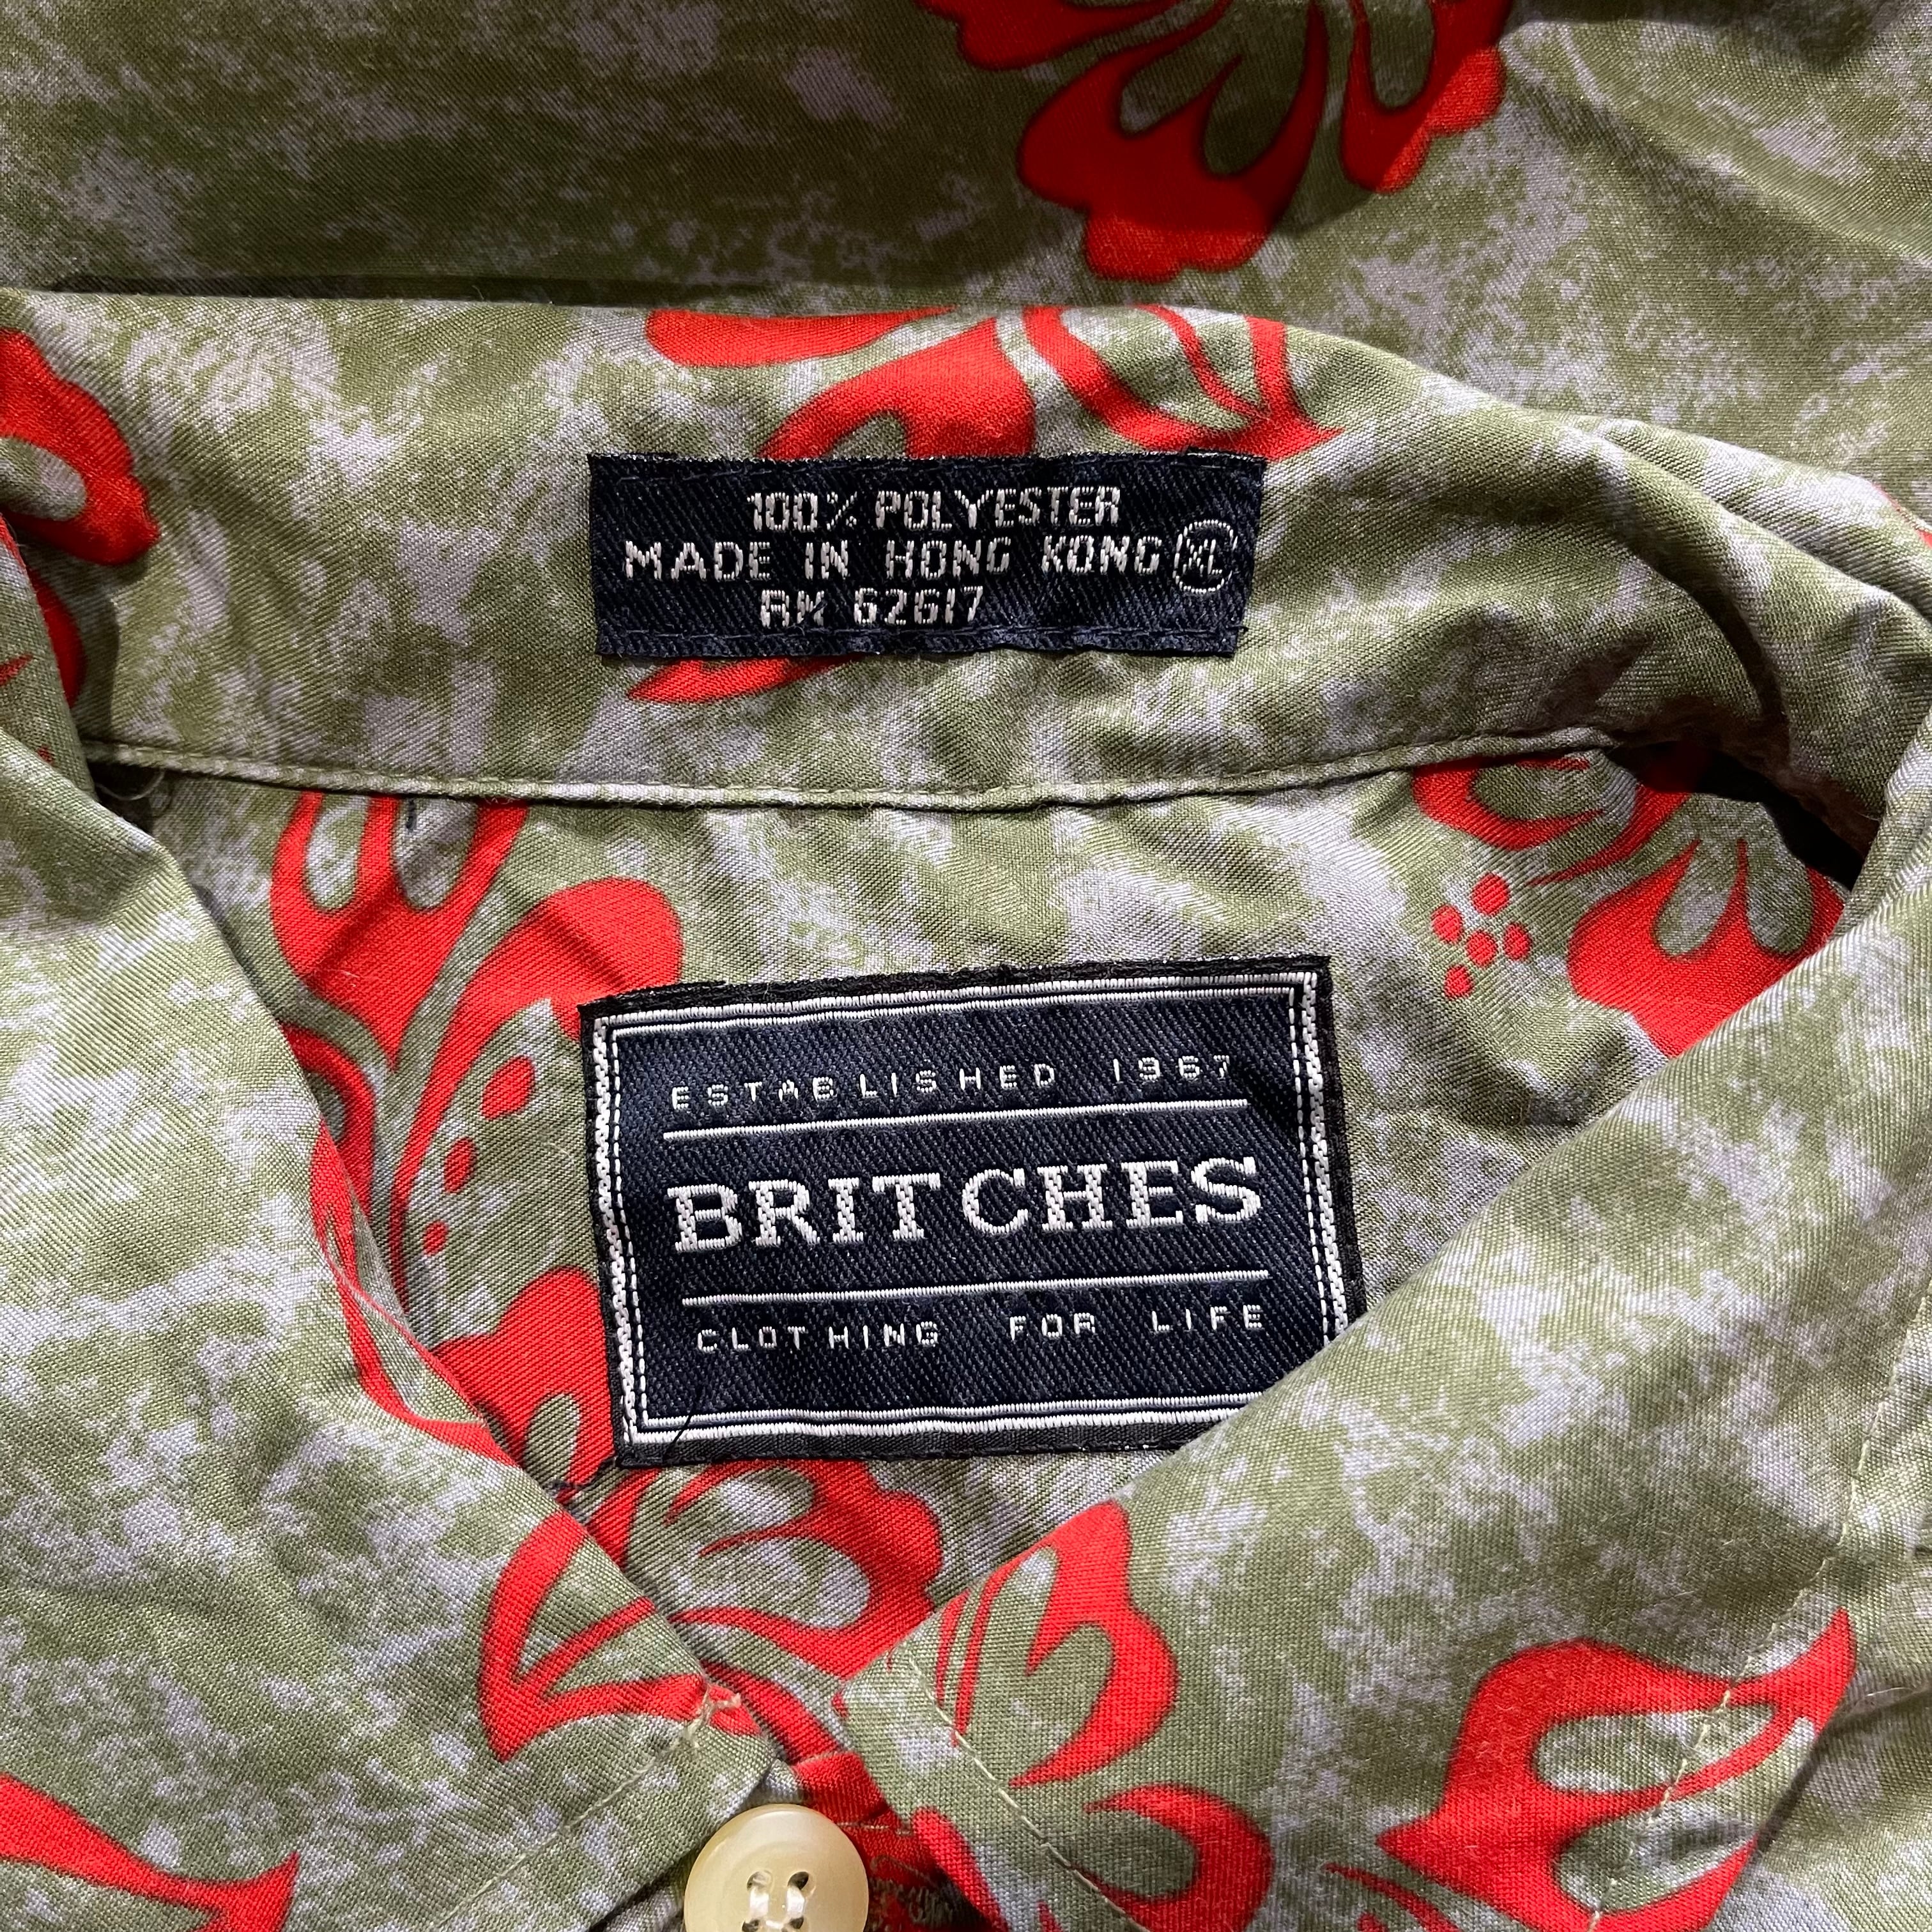 100% POLYESTER
MADE IN HONG KONG XL
RN 62617
ESTABLISHED 1967
BRITCHES
CLOTHING FOR LIFE